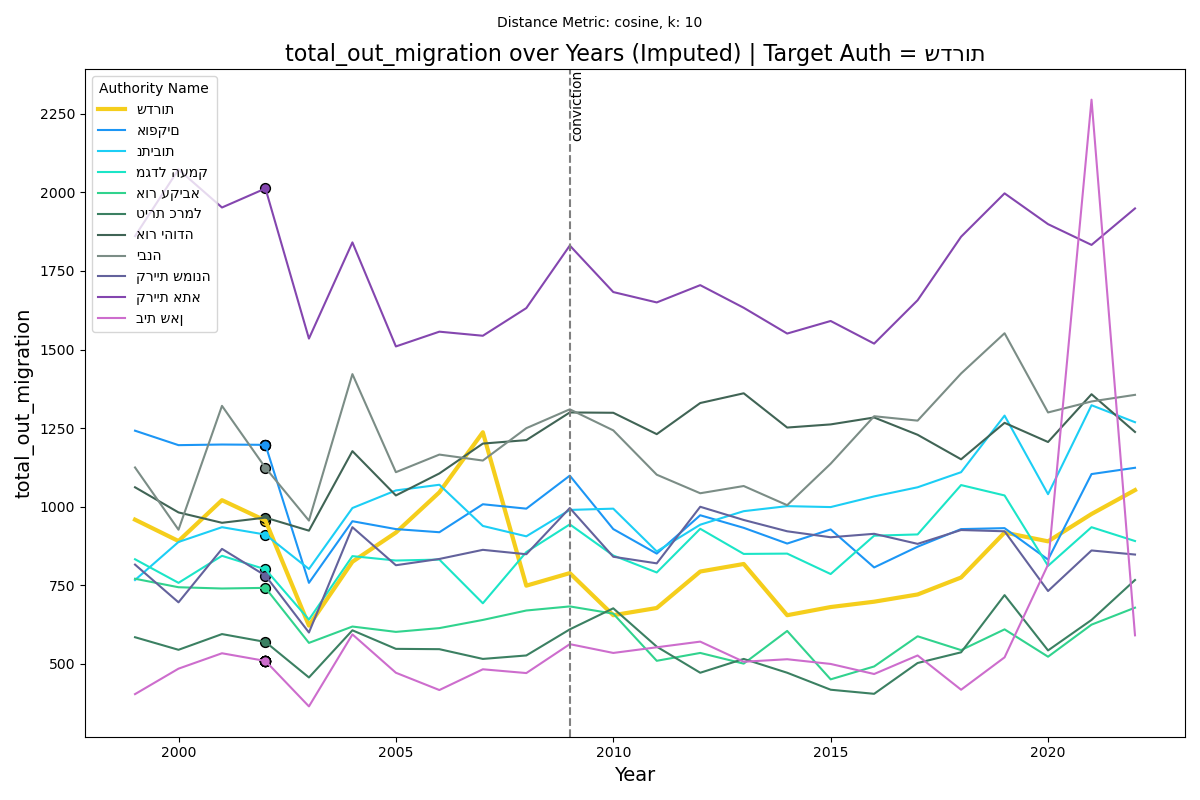 Distance Metric: cosine, k: 10
total_out_migration over Years (Imputed) | Target Auth = שדרות
Authority Name
שדרות
אופקים
נתיבות
מגדל העמק
אור עקיבא
טירת כרמל
אור יהודה
יבנה
קריית שמונה
קריית אתא
בית שאן
conviction
total_out_migration
2250
2000
1750
1500
1250
1000
750
500
2000
2005
2010
2015
2020
Year